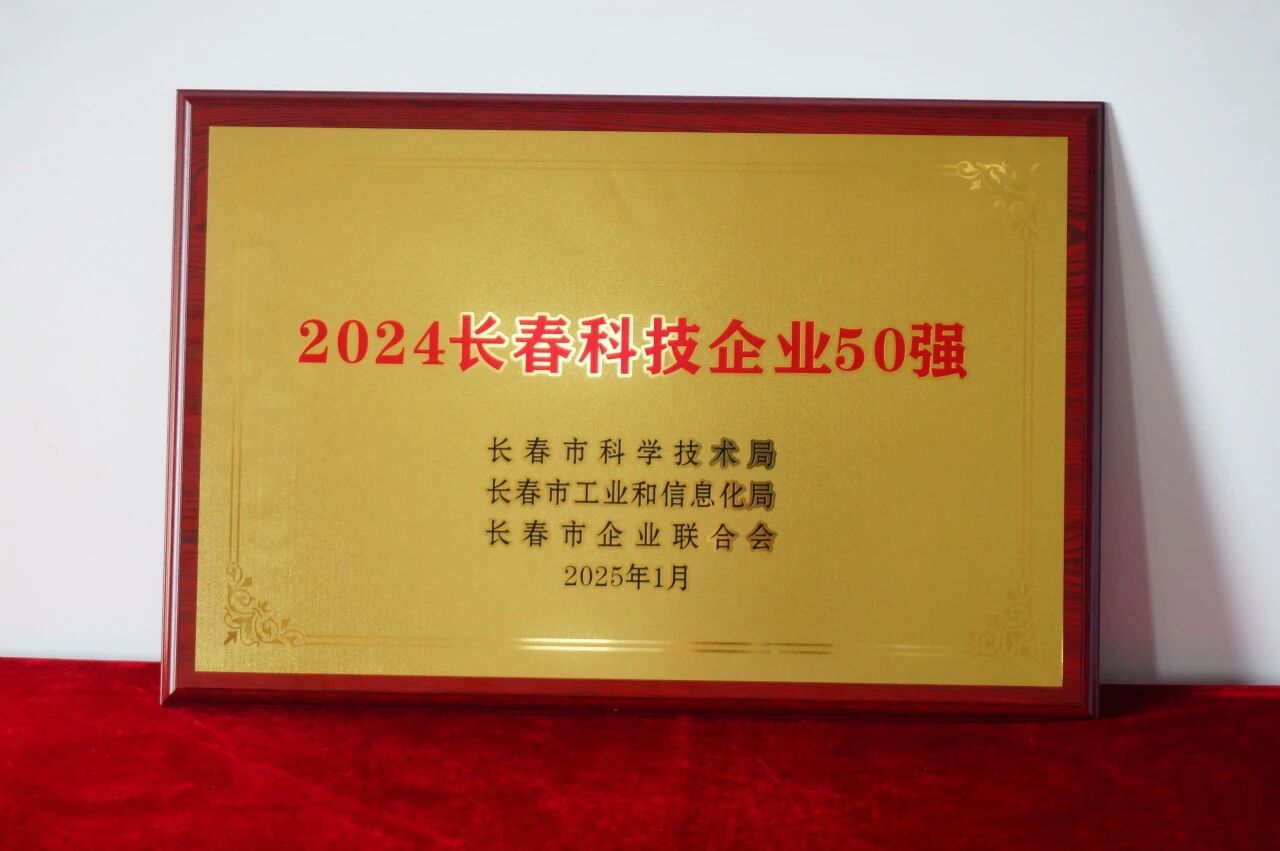 2024长春科技企业50强
长春市科学技术局
长春市工业和信息化局
长春市企业联合会
2025年1月